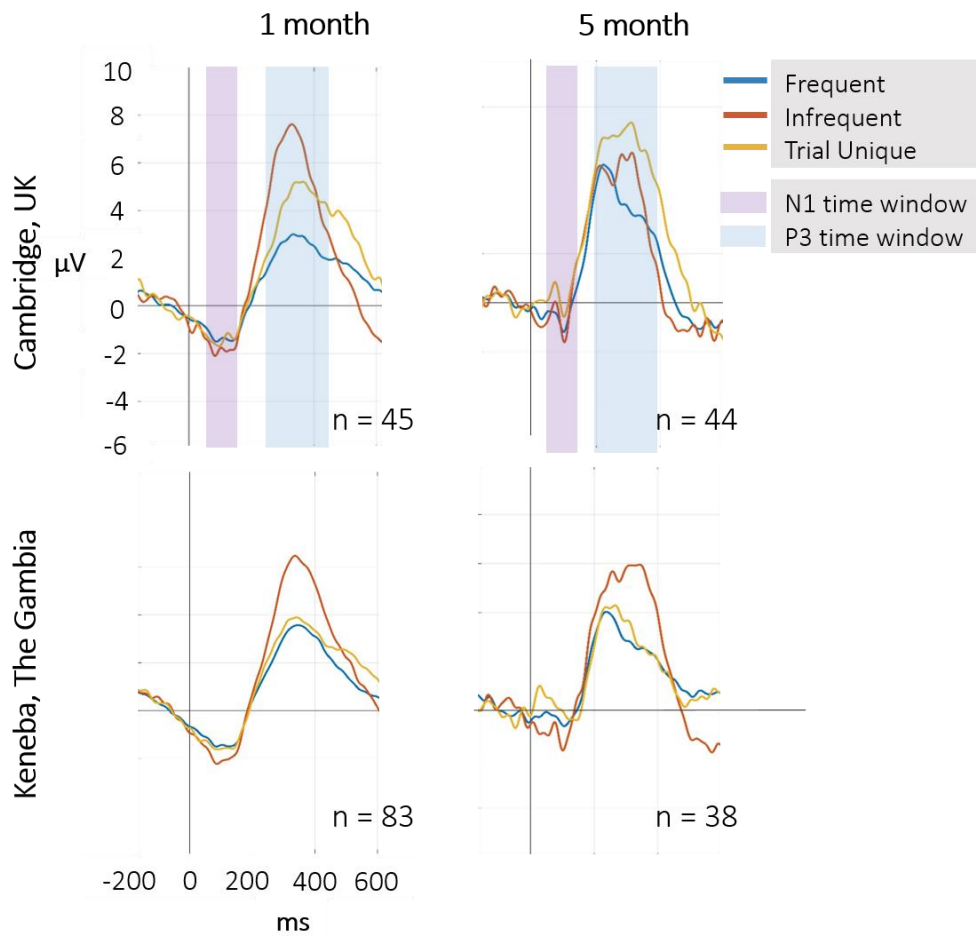 1 month
5 month
10
8
6
4
2
0
-2
-4
-6
µV
Cambridge, UK
n = 45
n = 44
Frequent
Infrequent
Trial Unique
N1 time window
P3 time window
Keneba, The Gambia
n = 83
n = 38
-200 0 200 400 600
ms